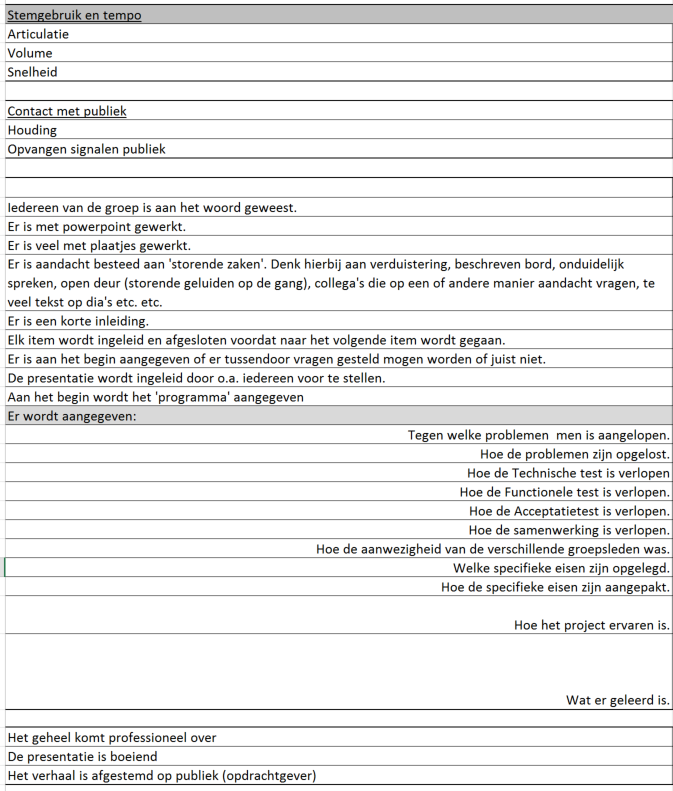 Stemgebruik en tempo
Articulatie
Volume
Snelheid
Contact met publiek
Houding
Opvangen signalen publiek
Iedereen van de groep is aan het woord geweest.
Er is met powerpoint gewerkt.
Er is veel met plaatjes gewerkt.
Er is aandacht besteed aan 'storende zaken'. Denk hierbij aan verduistering, beschreven bord, onduidelijk
spreken, open deur (storende geluiden op de gang), collega's die op een of andere manier aandacht vragen, te
veel tekst op dia's etc. etc.
Er is een korte inleiding.
Elk item wordt ingeleid en afgesloten voordat naar het volgende item wordt gegaan.
Er is aan het begin aangegeven of er tussendoor vragen gesteld mogen worden of juist niet.
De presentatie wordt ingeleid door o.a. iedereen voor te stellen.
Aan het begin wordt het 'programma' aangegeven
Er wordt aangegeven:
Tegen welke problemen  men is aangelopen.
Hoe de problemen zijn opgelost.
Hoe de Technische test is verlopen
Hoe de Functionele test is verlopen.
Hoe de Acceptatietest is verlopen.
Hoe de samenwerking is verlopen.
Hoe de aanwezigheid van de verschillende groepsleden was.
Welke specifieke eisen zijn opgelegd.
Hoe de specifieke eisen zijn aangepakt.
Hoe het project ervaren is.
Wat er geleerd is.
Het geheel komt professioneel over
De presentatie is boeiend
Het verhaal is afgestemd op publiek (opdrachtgever)